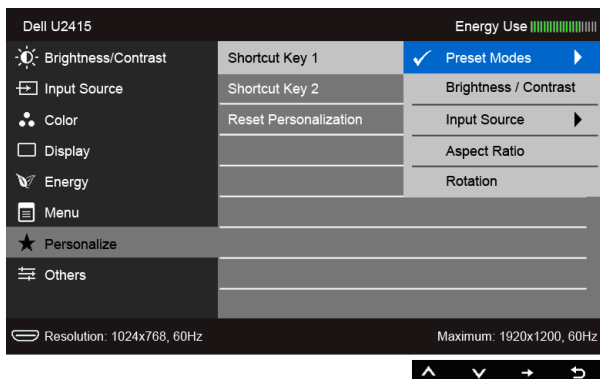 Dell U2415
Energy Use
Brightness/Contrast
Shortcut Key 1
Preset Modes
Input Source
Shortcut Key 2
Brightness / Contrast
Color
Reset Personalization
Input Source
Display
Aspect Ratio
Energy
Rotation
Menu
Personalize
Others
Resolution: 1024x768, 60Hz
Maximum: 1920x1200, 60Hz